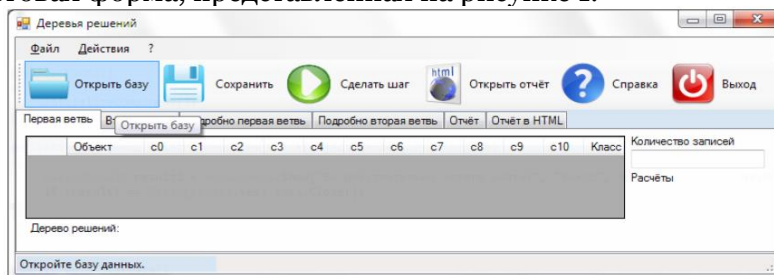 Деревья решений
Файл Действия ?
Открыть базу Сохранить Сделать шаг html Открыть отчёт ? Справка Выход
Первая ветвь Открыть базу первая ветвь Подробно вторая ветвь Отчёт Отчёт в HTML
Объект c0 c1 c2 c3 c4 c5 c6 c7 c8 c9 c10 Класс Количество записей
Расчёты
Дерево решений:
Откройте базу данных.